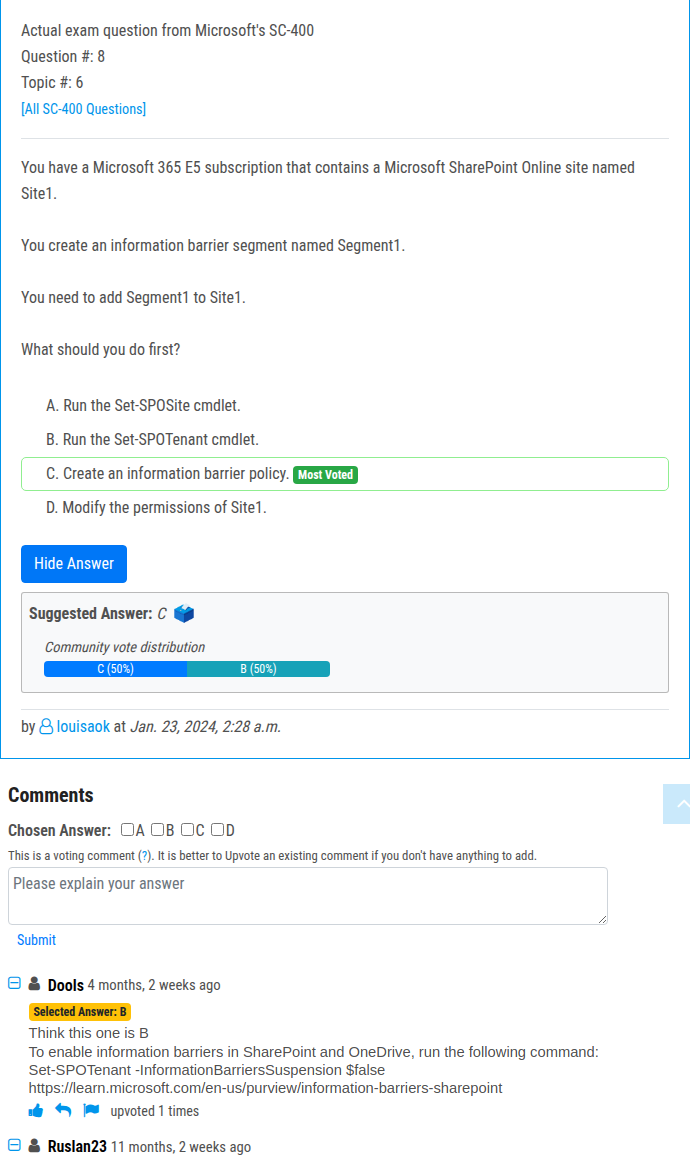 Actual exam question from Microsoft's SC-400
Question #: 8
Topic #: 6
[All SC-400 Questions]
You have a Microsoft 365 E5 subscription that contains a Microsoft SharePoint Online site named
Site1.
You create an information barrier segment named Segment1.
You need to add Segment1 to Site1.
What should you do first?
A. Run the Set-SPOSite cmdlet.
B. Run the Set-SPOTenant cmdlet.
C. Create an information barrier policy. Most Voted
D. Modify the permissions of Site1.
Hide Answer
Suggested Answer: C
Community vote distribution
C (50%) B (50%)
by louisaok at Jan. 23, 2024, 2:28 a.m.
Comments
Chosen Answer: A B C D
This is a voting comment (?). It is better to Upvote an existing comment if you don't have anything to add.
Please explain your answer
Submit
Dools 4 months, 2 weeks ago
Selected Answer: B
Think this one is B
To enable information barriers in SharePoint and OneDrive, run the following command:
Set-SPOTenant -InformationBarriersSuspension $false
https://learn.microsoft.com/en-us/purview/information-barriers-sharepoint
upvoted 1 times
Ruslan23 11 months, 2 weeks ago